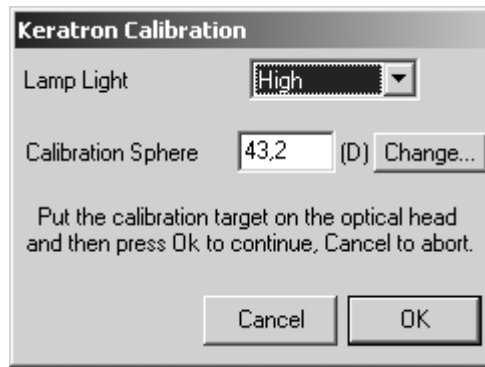 Keratron Calibration
Lamp Light High
Calibration Sphere 43,2 (D) Change...
Put the calibration target on the optical head
and then press Ok to continue, Cancel to abort.
Cancel OK